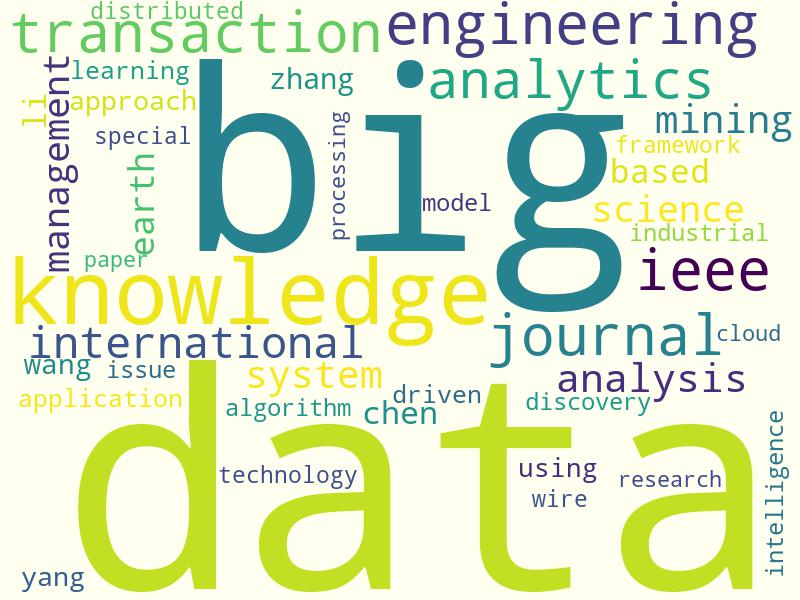 distributed
transaction
engineering
learning
zhang
analytics
li
management
approach
big
special
processing
mining
framework
earth
based
model
science
industrial
paper
knowledge
ieee
international
journal
cloud
wang
issue
system
analysis
application
algorithm
chen
driven
discovery
data
technology
using
wire
research
intelligence
yang